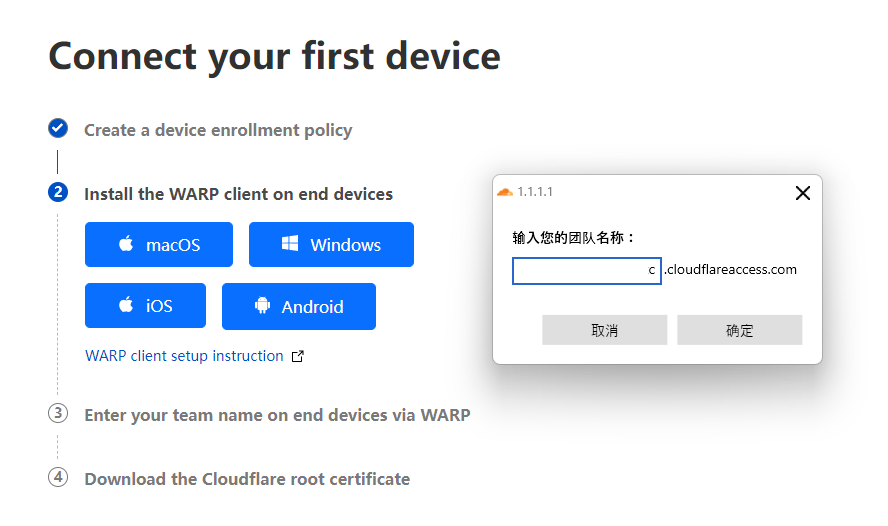 Connect your first device
Create a device enrollment policy
2 Install the WARP client on end devices
macOS Windows
iOS Android
WARP client setup instruction
3 Enter your team name on end devices via WARP
4 Download the Cloudflare root certificate
1.1.1.1
输入您的团队名称：
c .cloudflareaccess.com
取消 确定